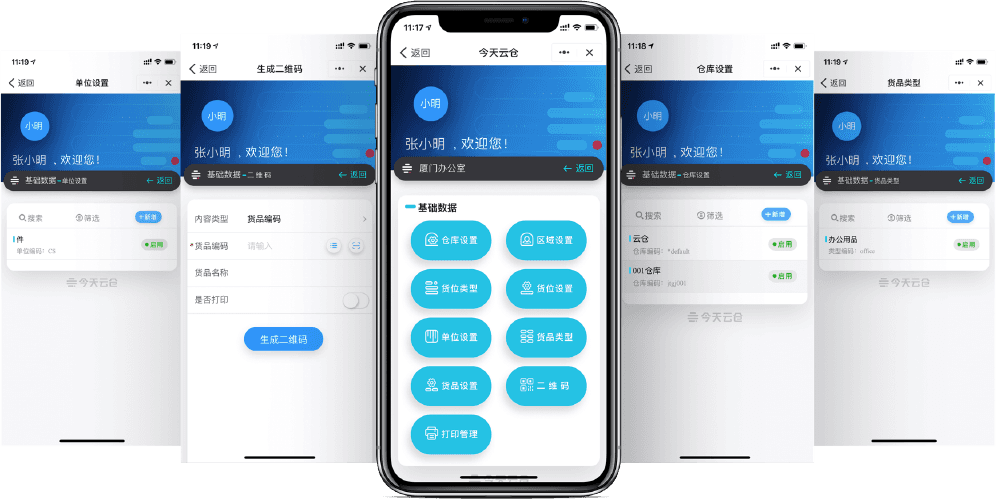 11:19
返回
单位设置
小明
张小明，欢迎您！
基础数据-单位设置
返回
搜索
筛选
+新增
件
单位编码：CS
启用
今天云仓
11:19
返回
生成二维码
小明
张小明，欢迎您！
基础数据-二维码
返回
内容类型
货品编码
*货品编码
请输入
货品名称
是否打印
生成二维码
11:17
返回
今天云仓
小明
张小明，欢迎您！
厦门办公室
返回
基础数据
仓库设置
区域设置
货位类型
货位设置
单位设置
货品类型
货品设置
二维码
打印管理
11:18
返回
仓库设置
小明
张小明，欢迎您！
基础数据-仓库设置
返回
搜索
筛选
+新增
云仓
仓库编码：*default
启用
001仓库
仓库编码：jtgj001
启用
今天云仓
11:19
返回
货品类型
小明
张小明，欢迎您！
基础数据-货品类型
返回
搜索
筛选
+新增
办公用品
类型编码：office
启用
今天云仓